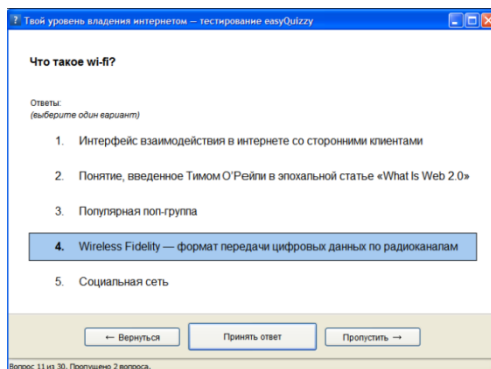 Твой уровень владения интернетом — тестирование easyQuizzy
Что такое wi-fi?
Ответы:
(выберите один вариант)
1. Интерфейс взаимодействия в интернете со сторонними клиентами
2. Понятие, введенное Тимом О'Рейли в эпохальной статье «What Is Web 2.0»
3. Популярная поп-группа
4. Wireless Fidelity — формат передачи цифровых данных по радиоканалам
5. Социальная сеть
← Вернуться Принять ответ Пропустить →
Вопрос 11 из 30. Пропущено 2 вопроса.